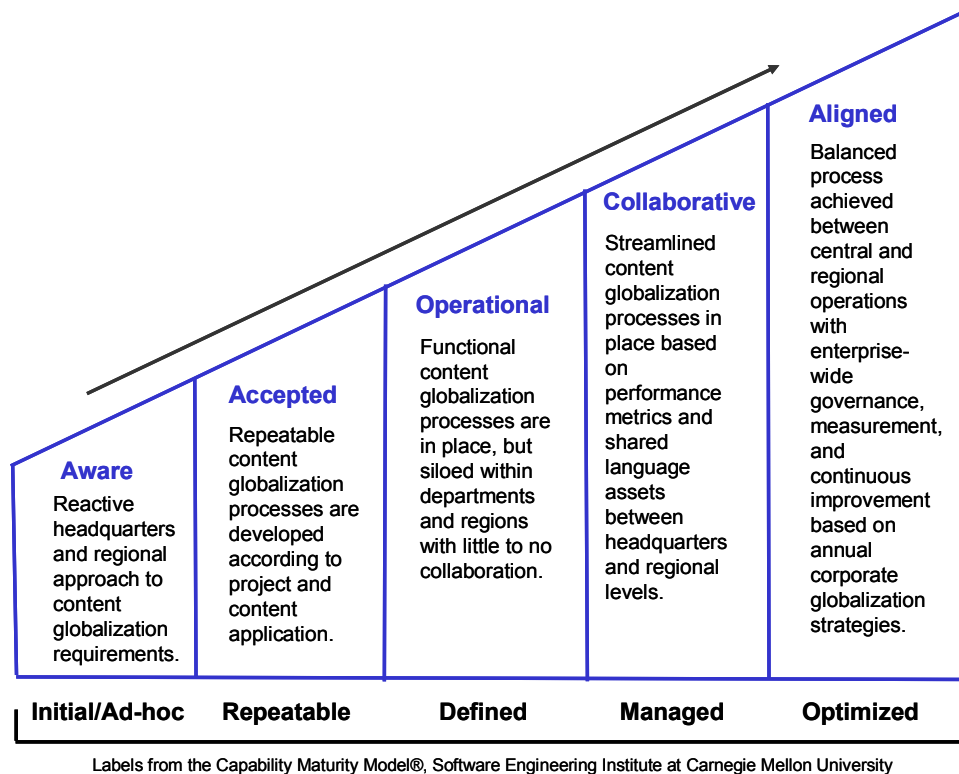 Aware
Reactive
headquarters
and regional
approach to
content
globalization
requirements.
Accepted
Repeatable
content
globalization
processes are
developed
according to
project and
content
application.
Operational
Functional
content
globalization
processes are
in place, but
siloed within
departments
and regions
with little to no
collaboration.
Collaborative
Streamlined
content
globalization
processes in
place based
on
performance
metrics and
shared
language
assets
between
headquarters
and regional
levels.
Aligned
Balanced
process
achieved
between
central and
regional
operations
with
enterprise-
wide
governance,
measurement,
and
continuous
improvement
based on
annual
corporate
globalization
strategies.
Initial/Ad-hoc
Repeatable
Defined
Managed
Optimized
Labels from the Capability Maturity Model®, Software Engineering Institute at Carnegie Mellon University